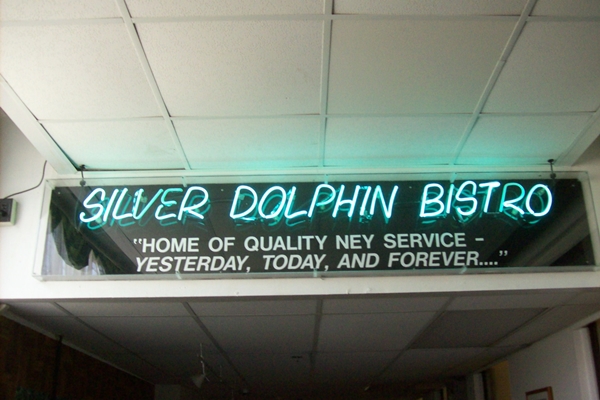 SILVER DOLPHIN BISTRO
"HOME OF QUALITY NEY SERVICE -
YESTERDAY, TODAY, AND FOREVER...."